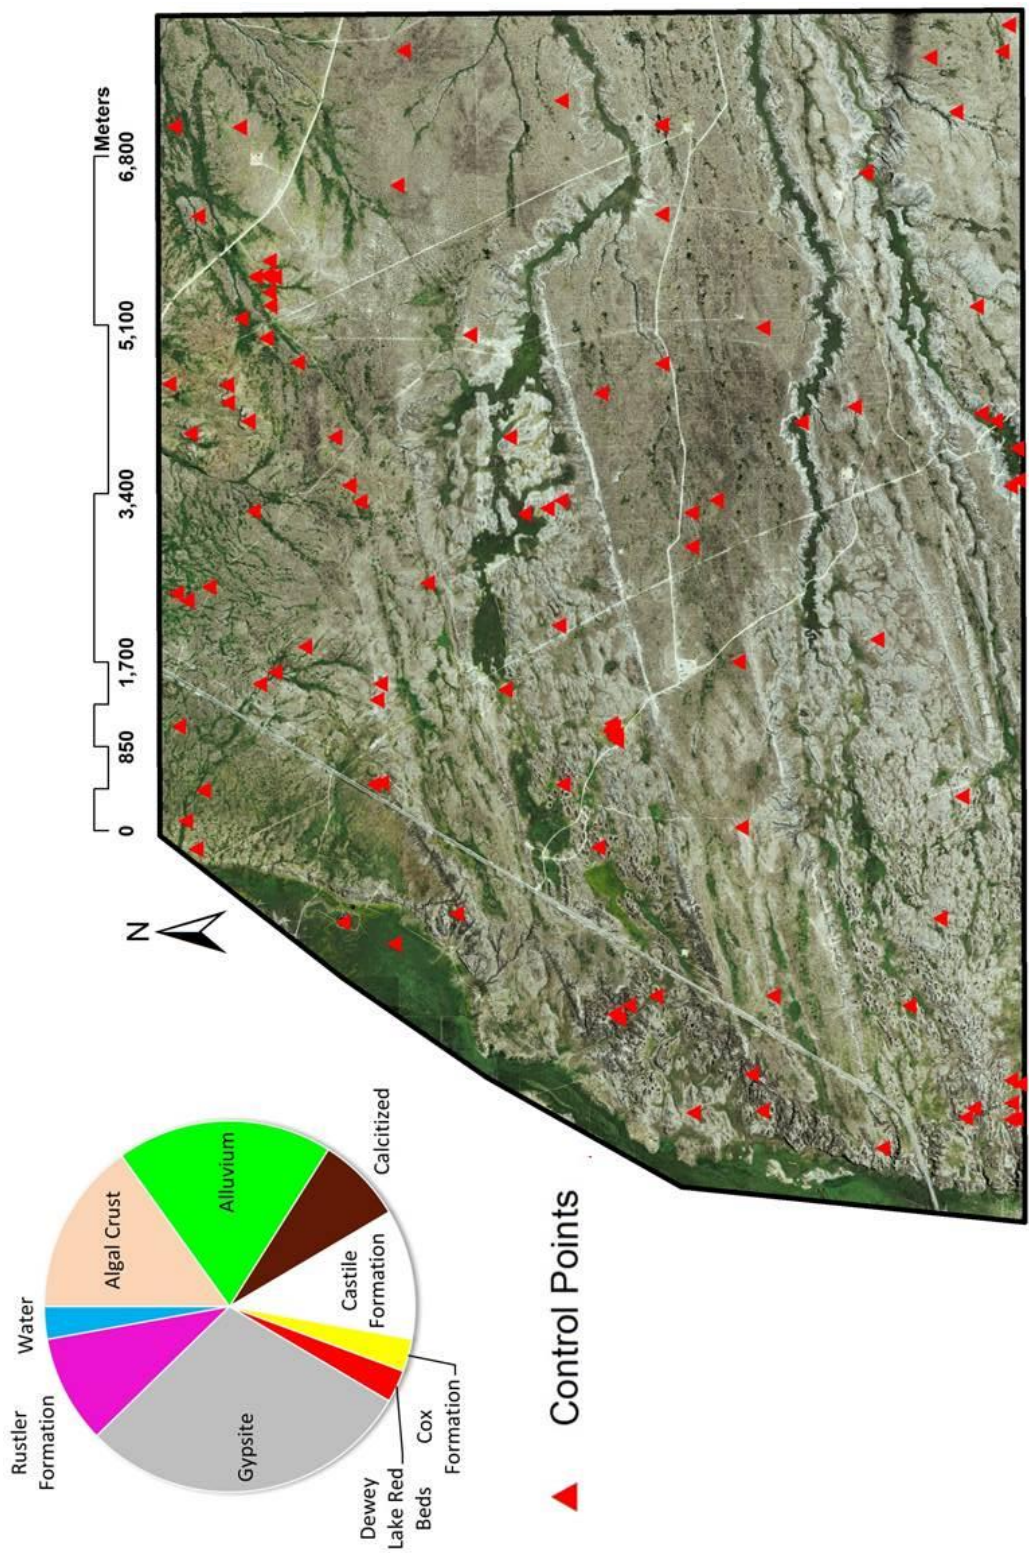 N
0 850 1,700 3,400 5,100 6,800
Meters
Rustler
Formation
Water
Algal Crust
Alluvium
Calcitized
Castile
Formation
Cox
Formation
Dewey
Lake Red
Beds
Gypsite
Control Points